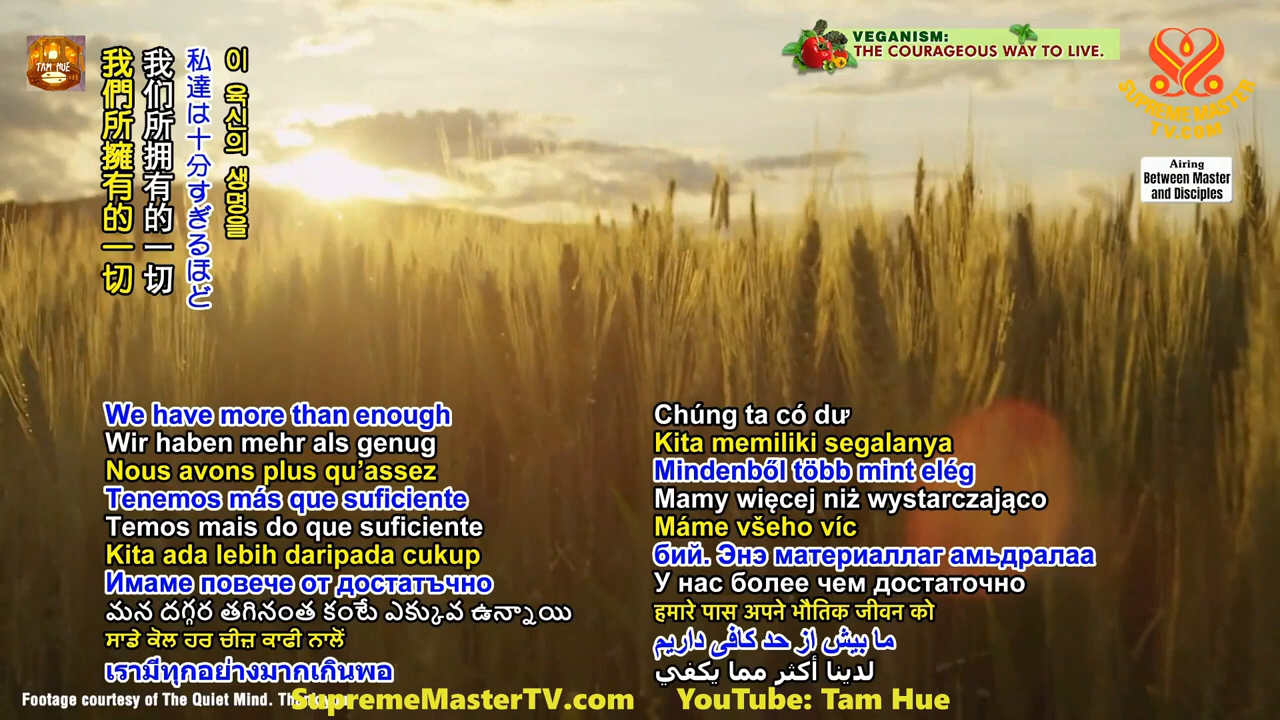 TAM HUE
我們所擁有的一切
我们所拥有的一切
私達は十分すぎるほど
이 육신의 생명을
VEGANISM:
THE COURAGEOUS WAY TO LIVE.
SUPREME MASTER
TV.COM
Airing
Between Master
and Disciples
We have more than enough
Wir haben mehr als genug
Nous avons plus qu’assez
Tenemos más que suficiente
Temos mais do que suficiente
Kita ada lebih daripada cukup
Имаме повече от достатъчно
మన దగ్గర తగినంత కంటే ఎక్కువ ఉన్నాయి
ਸਾਡੇ ਕੋਲ ਹਰ ਚੀਜ਼ ਕਾਫੀ ਨਾਲੋਂ
เรามีทุกอย่างมากเกินพอ
Chúng ta có dư
Kita memiliki segalanya
Mindenből több mint elég
Mamy więcej niż wystarczająco
Máme všeho víc
бий. Энэ материаллаг амьдралаа
У нас более чем достаточно
हमारे पास अपने भौतिक जीवन को
ما بیش از حد کافی داریم
لدينا أكثر مما يكفي
Footage courtesy of The Quiet Mind.
SupremeMasterTV.com
YouTube: Tam Hue